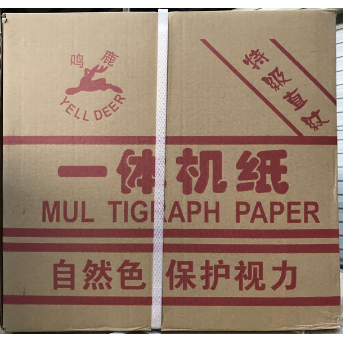 鸣 鹿
YELL DEER
特级直纹
一体机纸
MUL TIGRAPH PAPER
自然色 保护视力